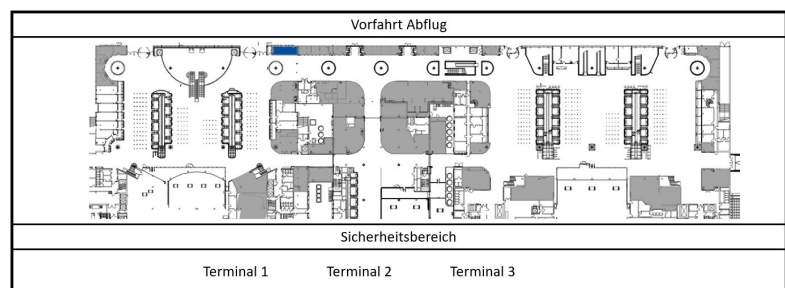 Vorfahrt Abflug
Sicherheitsbereich
Terminal 1 Terminal 2 Terminal 3